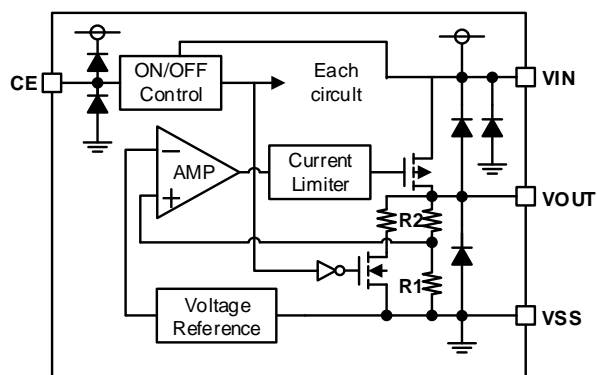 CE
ON/OFF
Control
Each
circuit
VIN
−
AMP
+
Current
Limiter
VOUT
R2
R1
Voltage
Reference
VSS